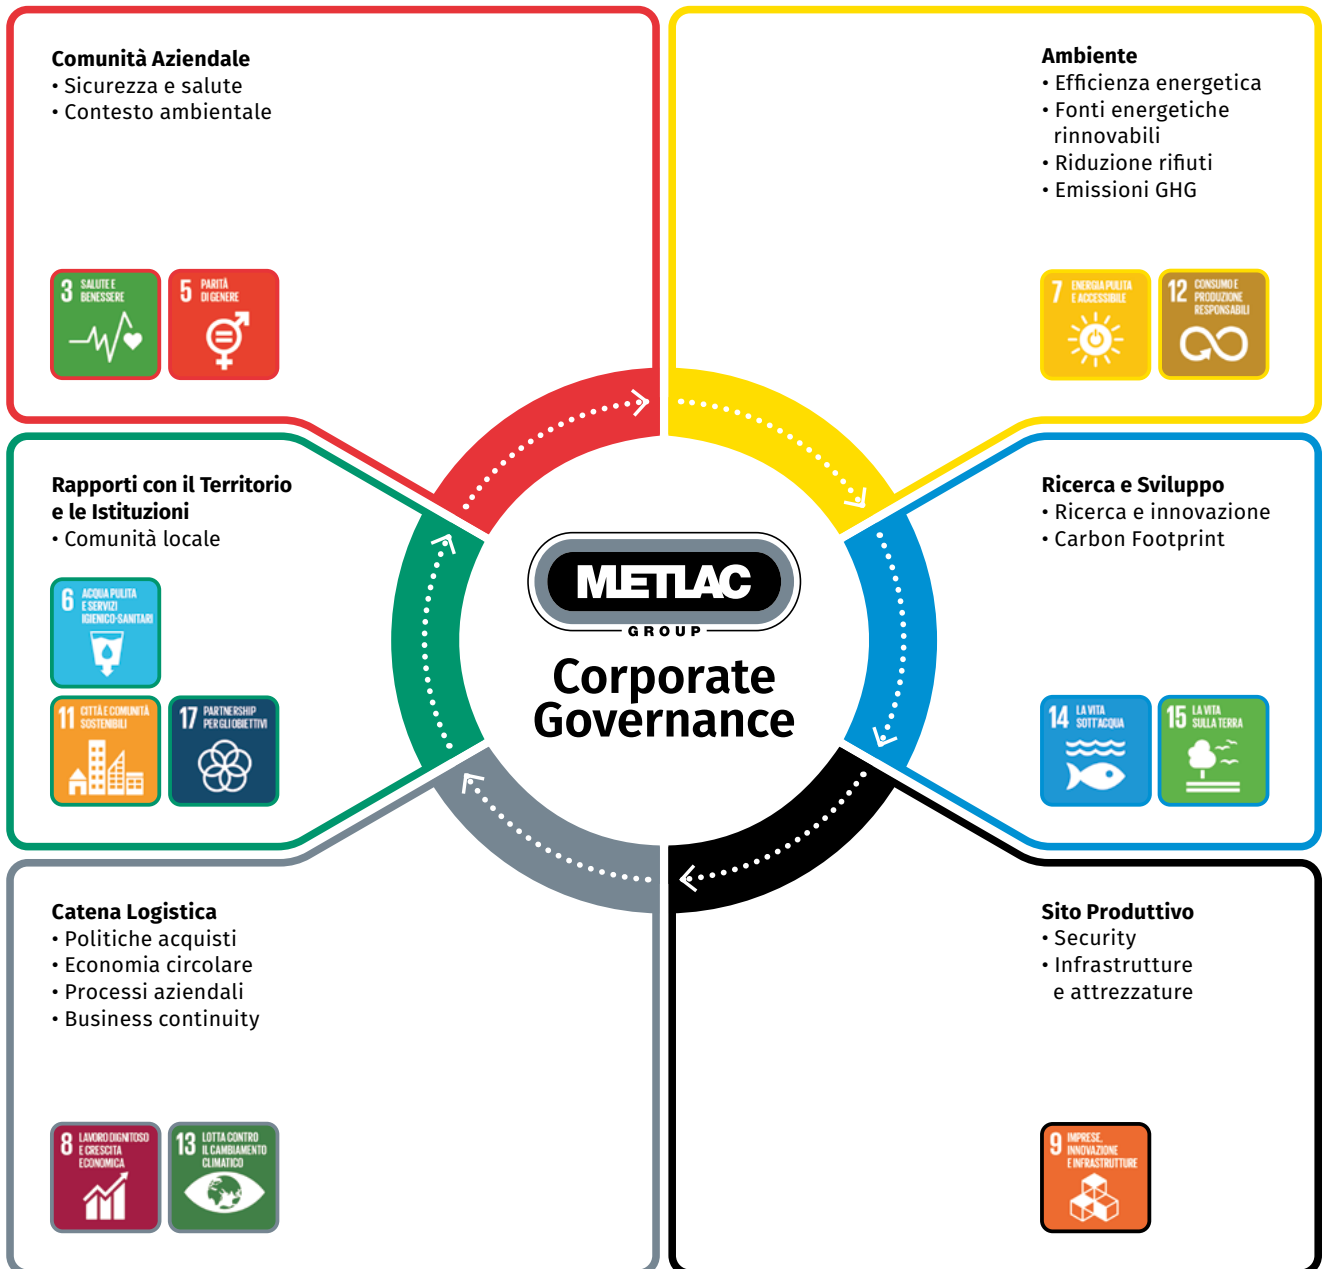 Comunità Aziendale
• Sicurezza e salute
• Contesto ambientale
3 SALUTE E
BENESSERE
5 PARITÀ
DI GENERE
Ambiente
• Efficienza energetica
• Fonti energetiche
rinnovabili
• Riduzione rifiuti
• Emissioni GHG
7 ENERGIA PULITA
E ACCESSIBILE
12 CONSUMO E
PRODUZIONE
RESPONSABILI
Rapporti con il Territorio
e le Istituzioni
• Comunità locale
6 ACQUA PULITA
E SERVIZI
IGIENICO-SANITARI
11 CITTÀ E COMUNITÀ
SOSTENIBILI
17 PARTNERSHIP
PER GLI OBIETTIVI
METLAC
GROUP
Corporate
Governance
Ricerca e Sviluppo
• Ricerca e innovazione
• Carbon Footprint
14 LA VITA
SOTT'ACQUA
15 LA VITA
SULLA TERRA
Catena Logistica
• Politiche acquisti
• Economia circolare
• Processi aziendali
• Business continuity
8 LAVORO DIGNITOSO
E CRESCITA
ECONOMICA
13 LOTTA CONTRO
IL CAMBIAMENTO
CLIMATICO
Sito Produttivo
• Security
• Infrastrutture
e attrezzature
9 IMPRESE,
INNOVAZIONE
E INFRASTRUTTURE